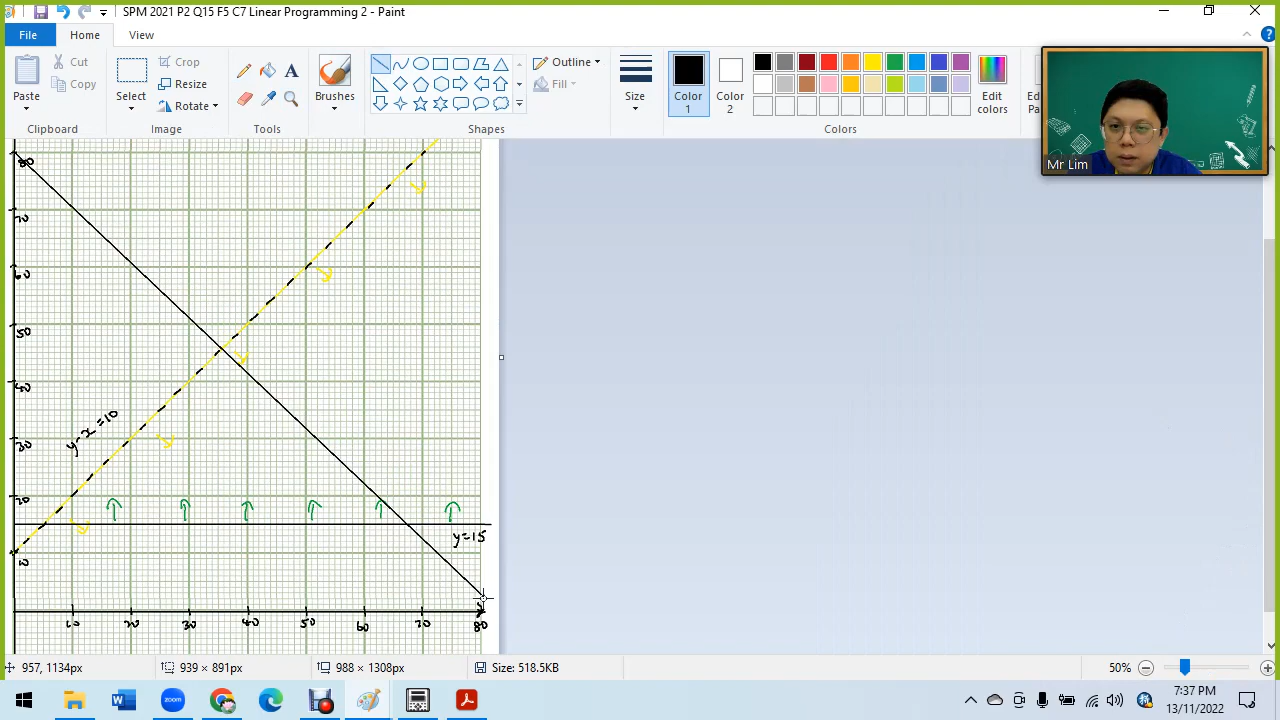 SPM 2021 P2 Q15 F5 C7 Linear Programming 2 - Paint
File
Home
View
Paste
Cut
Copy
Clipboard
Select
Crop
Resize
Rotate
Image
A
Tools
Brushes
Shapes
Outline
Fill
Size
Color 1
Color 2
Edit colors
Colors
Ed
Pa
Mr Lim
80
70
60
50
40
30
20
10
y-x=10
y=15
10 20 30 40 50 60 70 80
957, 1134px
939 × 891px
988 × 1308px
Size: 518.5KB
50%
7:37 PM
13/11/2022